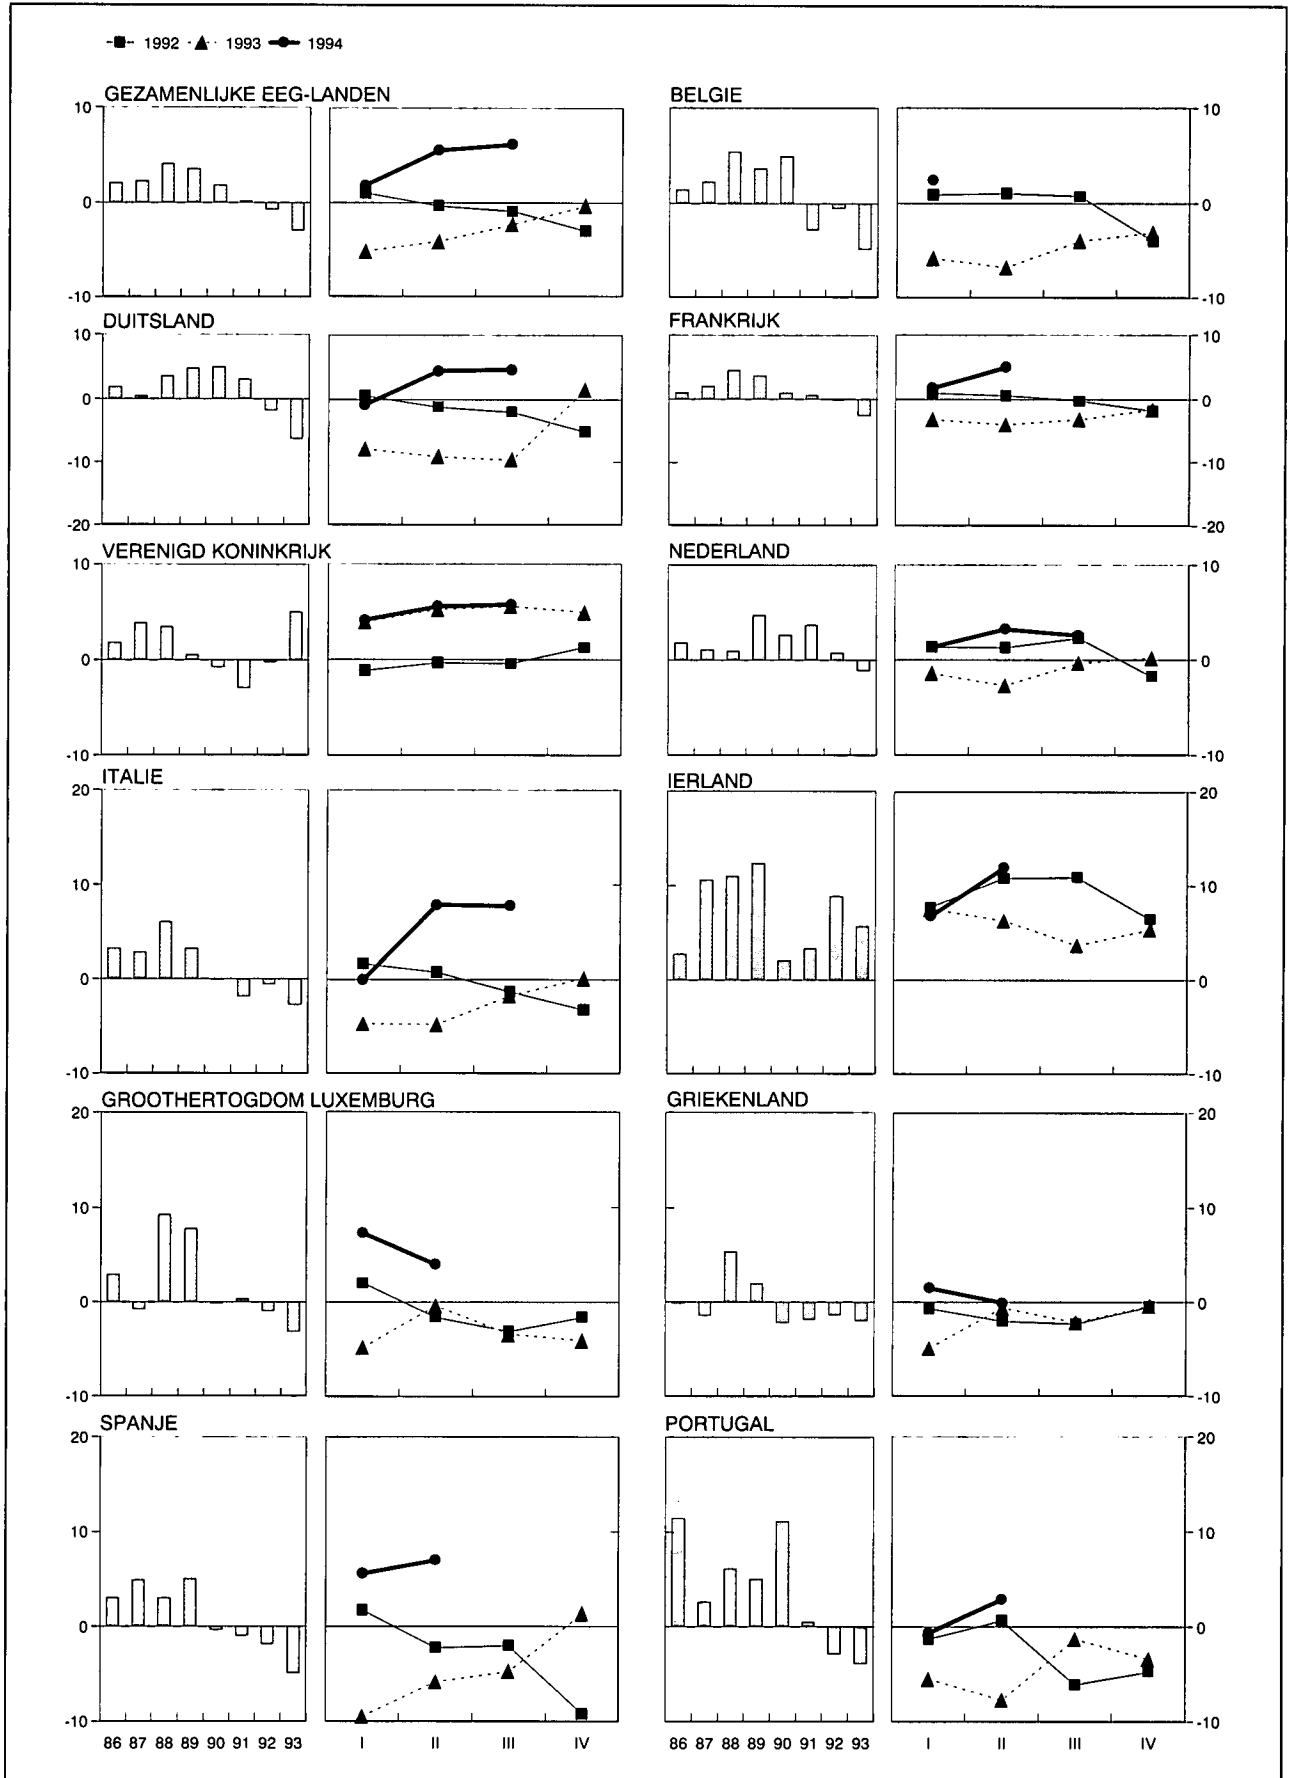 1992 1993 1994
GEZAMENLIJKE EEG-LANDEN BELGIE
10 10
0 0
-10 -10
DUITSLAND FRANKRIJK
10 10
0 0
-10 -10
-20 -20
VERENIGD KONINKRIJK NEDERLAND
10 10
0 0
-10 -10
ITALIE IERLAND
20 20
10 10
0 0
-10 -10
GROOTHERTOGDOM LUXEMBURG GRIEKENLAND
20 20
10 10
0 0
-10 -10
SPANJE PORTUGAL
20 20
10 10
0 0
-10 -10
86 87 88 89 90 91 92 93 I II III IV 86 87 88 89 90 91 92 93 I II III IV